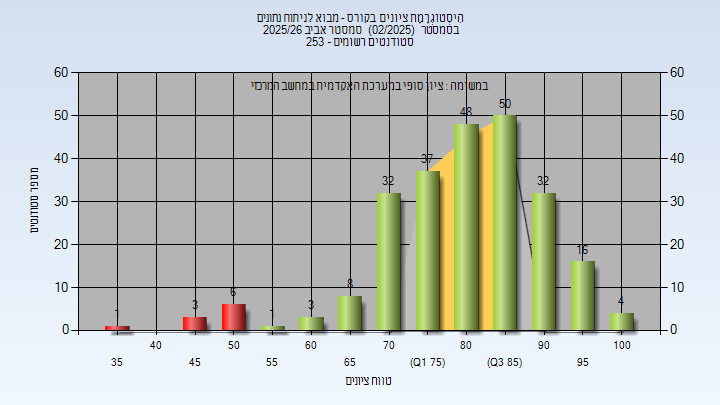 היסטוגרמת ציונים בקורס - מבוא לניתוח נתונים
בסמסטר (02/2025) סמסטר אביב 2025/26
סטודנטים רשומים - 253
במשימה : ציון סופי במערכת האקדמית במחשב המרכזי
מספר סטודנטים
60 60
50 50
40 40
30 30
20 20
10 10
0 0
1 3 6 1 3 8 32 37 48 50 32 16 4
40 50 60 70 80 90 100
35 45 55 65 (Q1 75) (Q3 85) 95
טווח ציונים